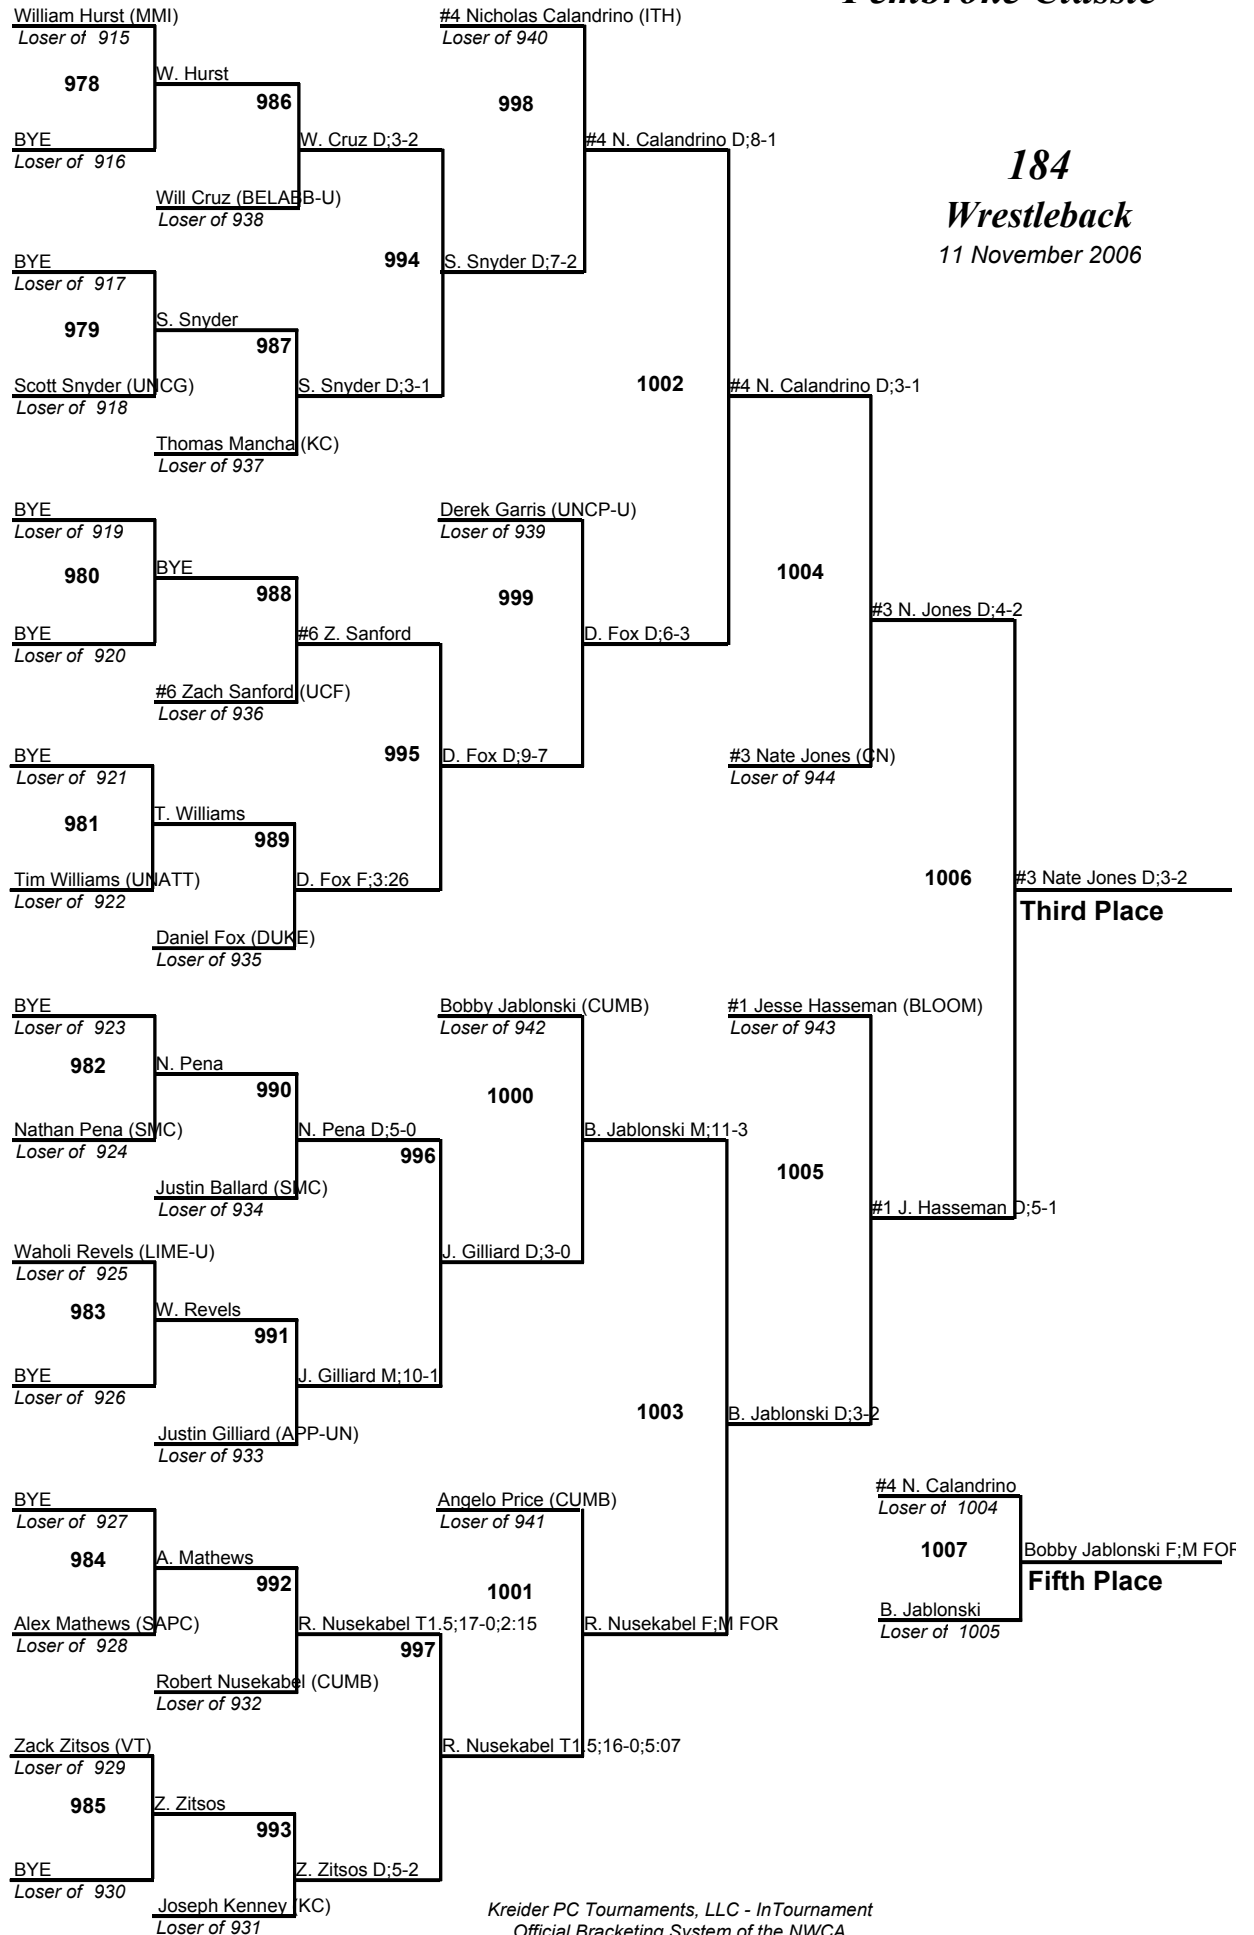 Pembroke Classic
184
Wrestleback
11 November 2006
William Hurst (MMI)
Loser of 915
978
W. Hurst
BYE
Loser of 916
986
W. Cruz D;3-2
Will Cruz (BELABB-U)
Loser of 938
BYE
Loser of 917
979
S. Snyder
Scott Snyder (UNCG)
Loser of 918
987
S. Snyder D;3-1
Thomas Mancha (KC)
Loser of 937
994
S. Snyder D;7-2
#4 Nicholas Calandrino (ITH)
Loser of 940
998
#4 N. Calandrino D;8-1
BYE
Loser of 919
980
BYE
BYE
Loser of 920
988
#6 Z. Sanford
#6 Zach Sanford (UCF)
Loser of 936
BYE
Loser of 921
981
T. Williams
Tim Williams (UNATT)
Loser of 922
989
D. Fox F;3:26
Daniel Fox (DUKE)
Loser of 935
995
D. Fox D;9-7
Derek Garris (UNCP-U)
Loser of 939
999
D. Fox D;6-3
1002
#4 N. Calandrino D;3-1
1004
#3 Nate Jones (CN)
Loser of 944
#3 N. Jones D;4-2
1006
#3 Nate Jones D;3-2
Third Place
BYE
Loser of 923
982
N. Pena
Nathan Pena (SMC)
Loser of 924
990
N. Pena D;5-0
Justin Ballard (SMC)
Loser of 934
Waholi Revels (LIME-U)
Loser of 925
983
W. Revels
BYE
Loser of 926
991
J. Gilliard M;10-1
Justin Gilliard (APP-UN)
Loser of 933
996
J. Gilliard D;3-0
Bobby Jablonski (CUMB)
Loser of 942
1000
B. Jablonski M;11-3
#1 Jesse Hasseman (BLOOM)
Loser of 943
1005
#1 J. Hasseman D;5-1
1003
B. Jablonski D;3-2
BYE
Loser of 927
984
A. Mathews
Alex Mathews (SAPC)
Loser of 928
992
R. Nusekabel T1.5;17-0;2:15
Robert Nusekabel (CUMB)
Loser of 932
Zack Zitsos (VT)
Loser of 929
985
Z. Zitsos
BYE
Loser of 930
993
Z. Zitsos D;5-2
Joseph Kenney (KC)
Loser of 931
997
R. Nusekabel T1.5;16-0;5:07
Angelo Price (CUMB)
Loser of 941
1001
R. Nusekabel F;M FOR
#4 N. Calandrino
Loser of 1004
1007
B. Jablonski
Loser of 1005
Bobby Jablonski F;M FOR
Fifth Place
Kreider PC Tournaments, LLC - InTournament
Official Bracketing System of the NWCA